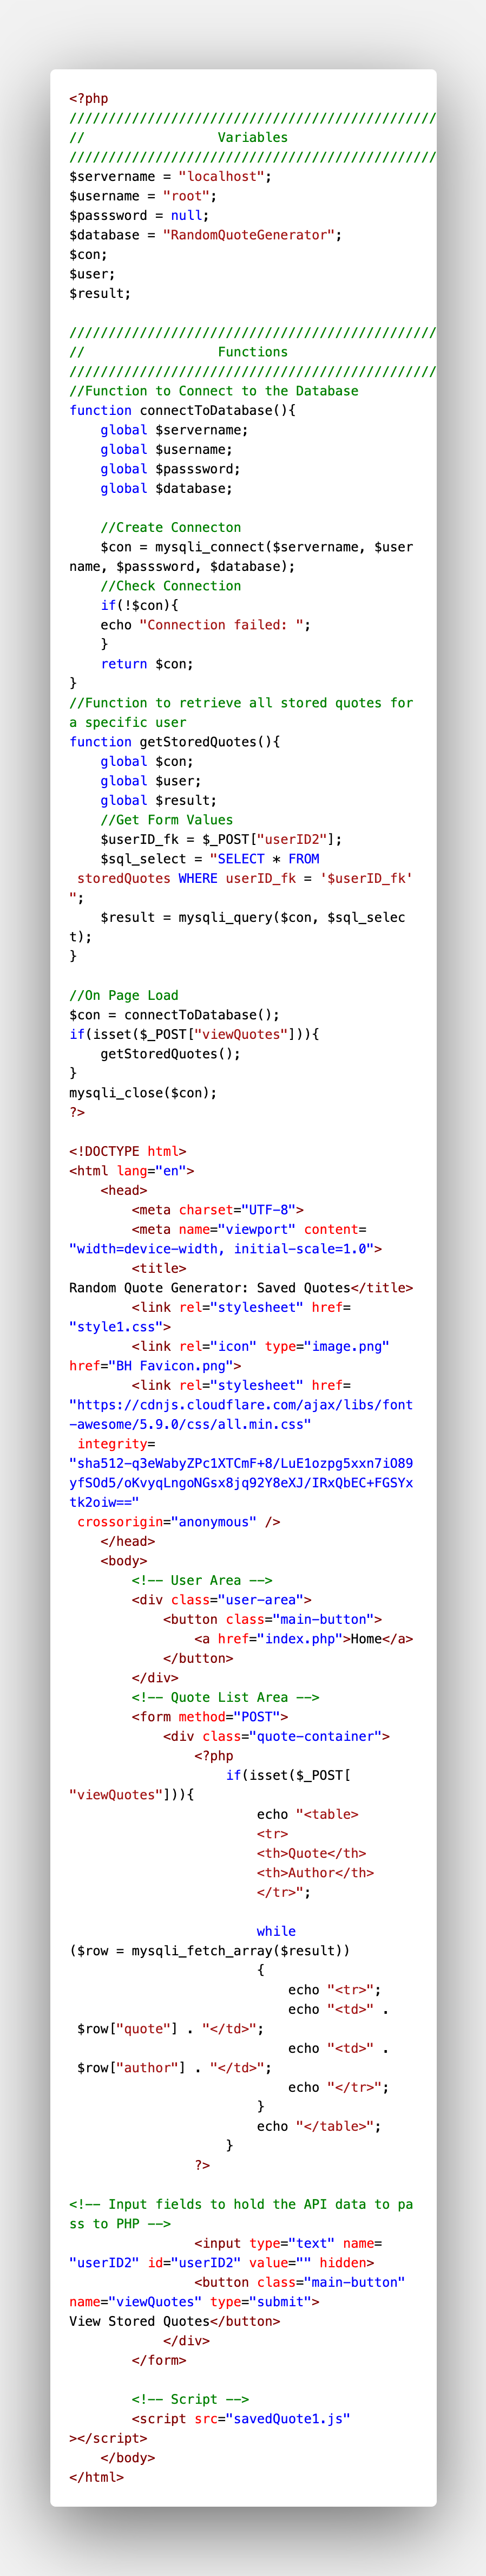 <?php
///////////////////////////////////////////////
//                 Variables
///////////////////////////////////////////////
$servername = "localhost";
$username = "root";
$passsword = null;
$database = "RandomQuoteGenerator";
$con;
$user;
$result;

///////////////////////////////////////////////
//                 Functions
///////////////////////////////////////////////
//Function to Connect to the Database
function connectToDatabase(){
    global $servername;
    global $username;
    global $passsword;
    global $database;

    //Create Connecton
    $con = mysqli_connect($servername, $user
name, $passsword, $database);
    //Check Connection
    if(!$con){
    echo "Connection failed: ";
    }
    return $con;
}
//Function to retrieve all stored quotes for
a specific user
function getStoredQuotes(){
    global $con;
    global $user;
    global $result;
    //Get Form Values
    $userID_fk = $_POST["userID2"];
    $sql_select = "SELECT * FROM
 storedQuotes WHERE userID_fk = '$userID_fk'
";
    $result = mysqli_query($con, $sql_selec
t);
}

//On Page Load
$con = connectToDatabase();
if(isset($_POST["viewQuotes"])){
    getStoredQuotes();
}
mysqli_close($con);
?>

<!DOCTYPE html>
<html lang="en">
    <head>
        <meta charset="UTF-8">
        <meta name="viewport" content=
"width=device-width, initial-scale=1.0">
        <title>
Random Quote Generator: Saved Quotes</title>
        <link rel="stylesheet" href=
"style1.css">
        <link rel="icon" type="image.png"
href="BH Favicon.png">
        <link rel="stylesheet" href=
"https://cdnjs.cloudflare.com/ajax/libs/font
-awesome/5.9.0/css/all.min.css"
 integrity=
"sha512-q3eWabyZPc1XTCmF+8/LuE1ozpg5xxn7iO89
yfSOd5/oKvyqLngoNGsx8jq92Y8eXJ/IRxQbEC+FGSYx
tk2oiw=="
 crossorigin="anonymous" />
    </head>
    <body>
        <!-- User Area -->
        <div class="user-area">
            <button class="main-button">
                <a href="index.php">Home</a>
            </button>
        </div>
        <!-- Quote List Area -->
        <form method="POST">
            <div class="quote-container">
                <?php
                    if(isset($_POST[
"viewQuotes"])){
                        echo "<table>
                        <tr>
                        <th>Quote</th>
                        <th>Author</th>
                        </tr>";

                        while
($row = mysqli_fetch_array($result))
                        {
                            echo "<tr>";
                            echo "<td>" .
 $row["quote"] . "</td>";
                            echo "<td>" .
 $row["author"] . "</td>";
                            echo "</tr>";
                        }
                        echo "</table>";
                    }
                ?>

<!-- Input fields to hold the API data to pa
ss to PHP -->
                <input type="text" name=
"userID2" id="userID2" value="" hidden>
                <button class="main-button"
name="viewQuotes" type="submit">
View Stored Quotes</button>
            </div>
        </form>

        <!-- Script -->
        <script src="savedQuote1.js"
></script>
    </body>
</html>